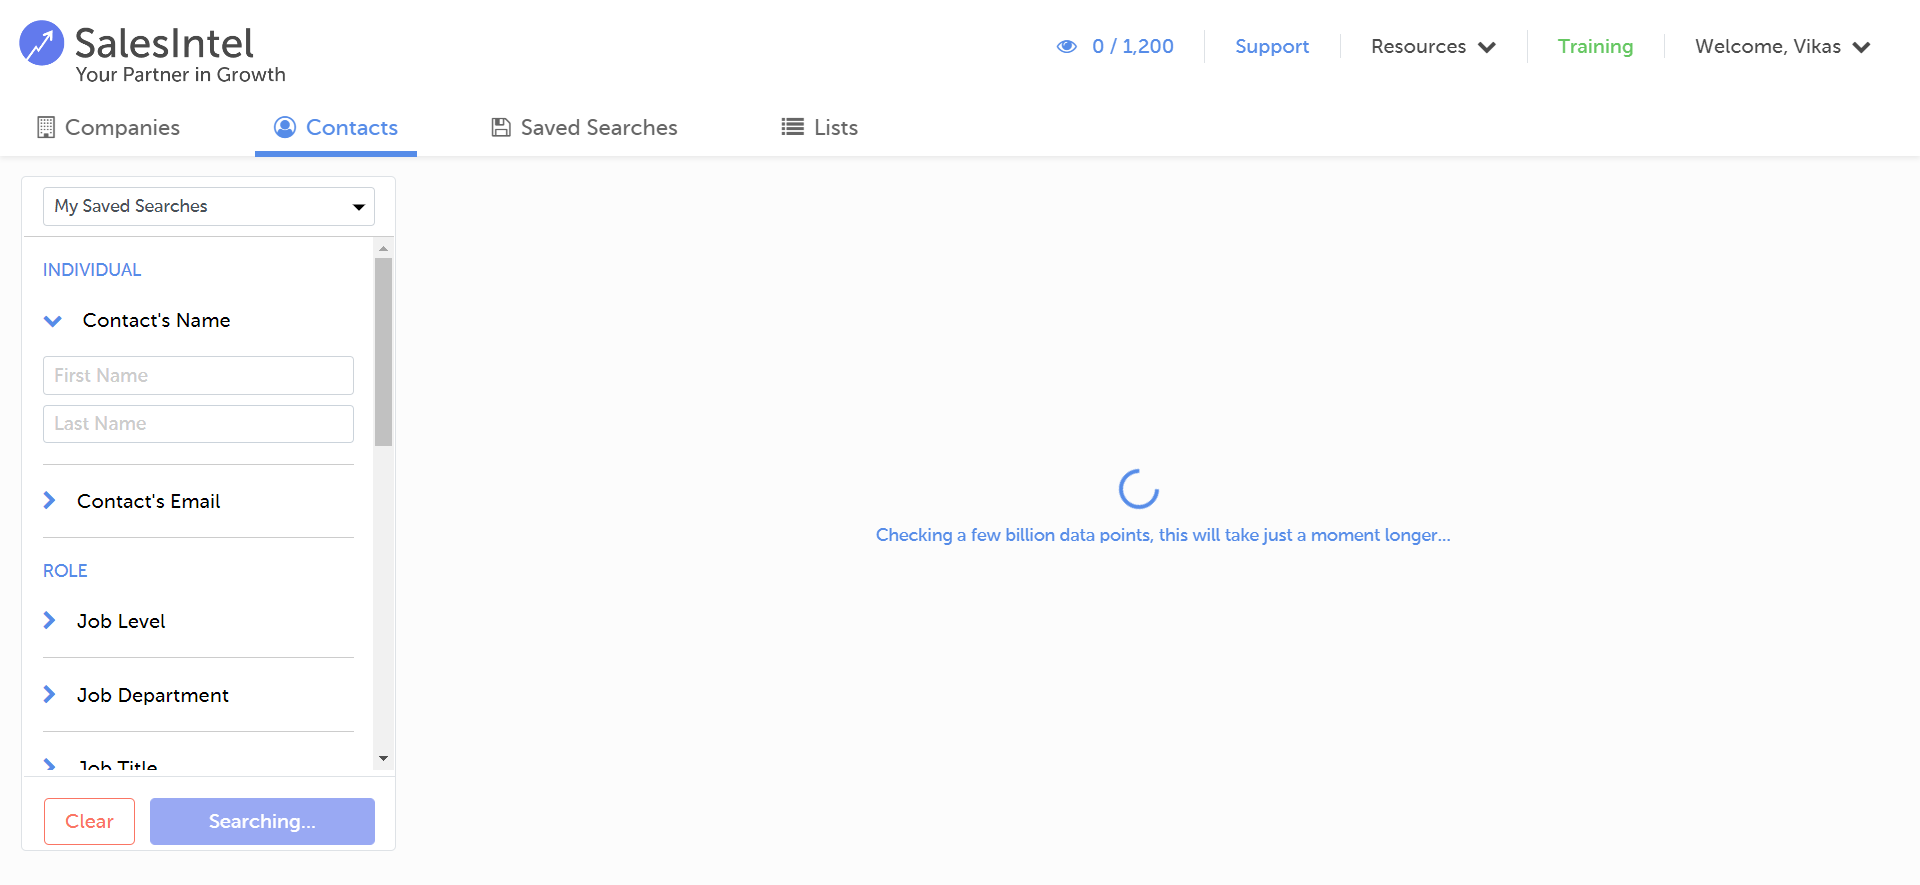 SalesIntel
Your Partner in Growth
0 / 1,200
Support
Resources
Training
Welcome, Vikas
Companies
Contacts
Saved Searches
Lists
My Saved Searches
INDIVIDUAL
Contact's Name
First Name
Last Name
Contact's Email
ROLE
Job Level
Job Department
Job Title
Clear
Searching...
Checking a few billion data points, this will take just a moment longer...